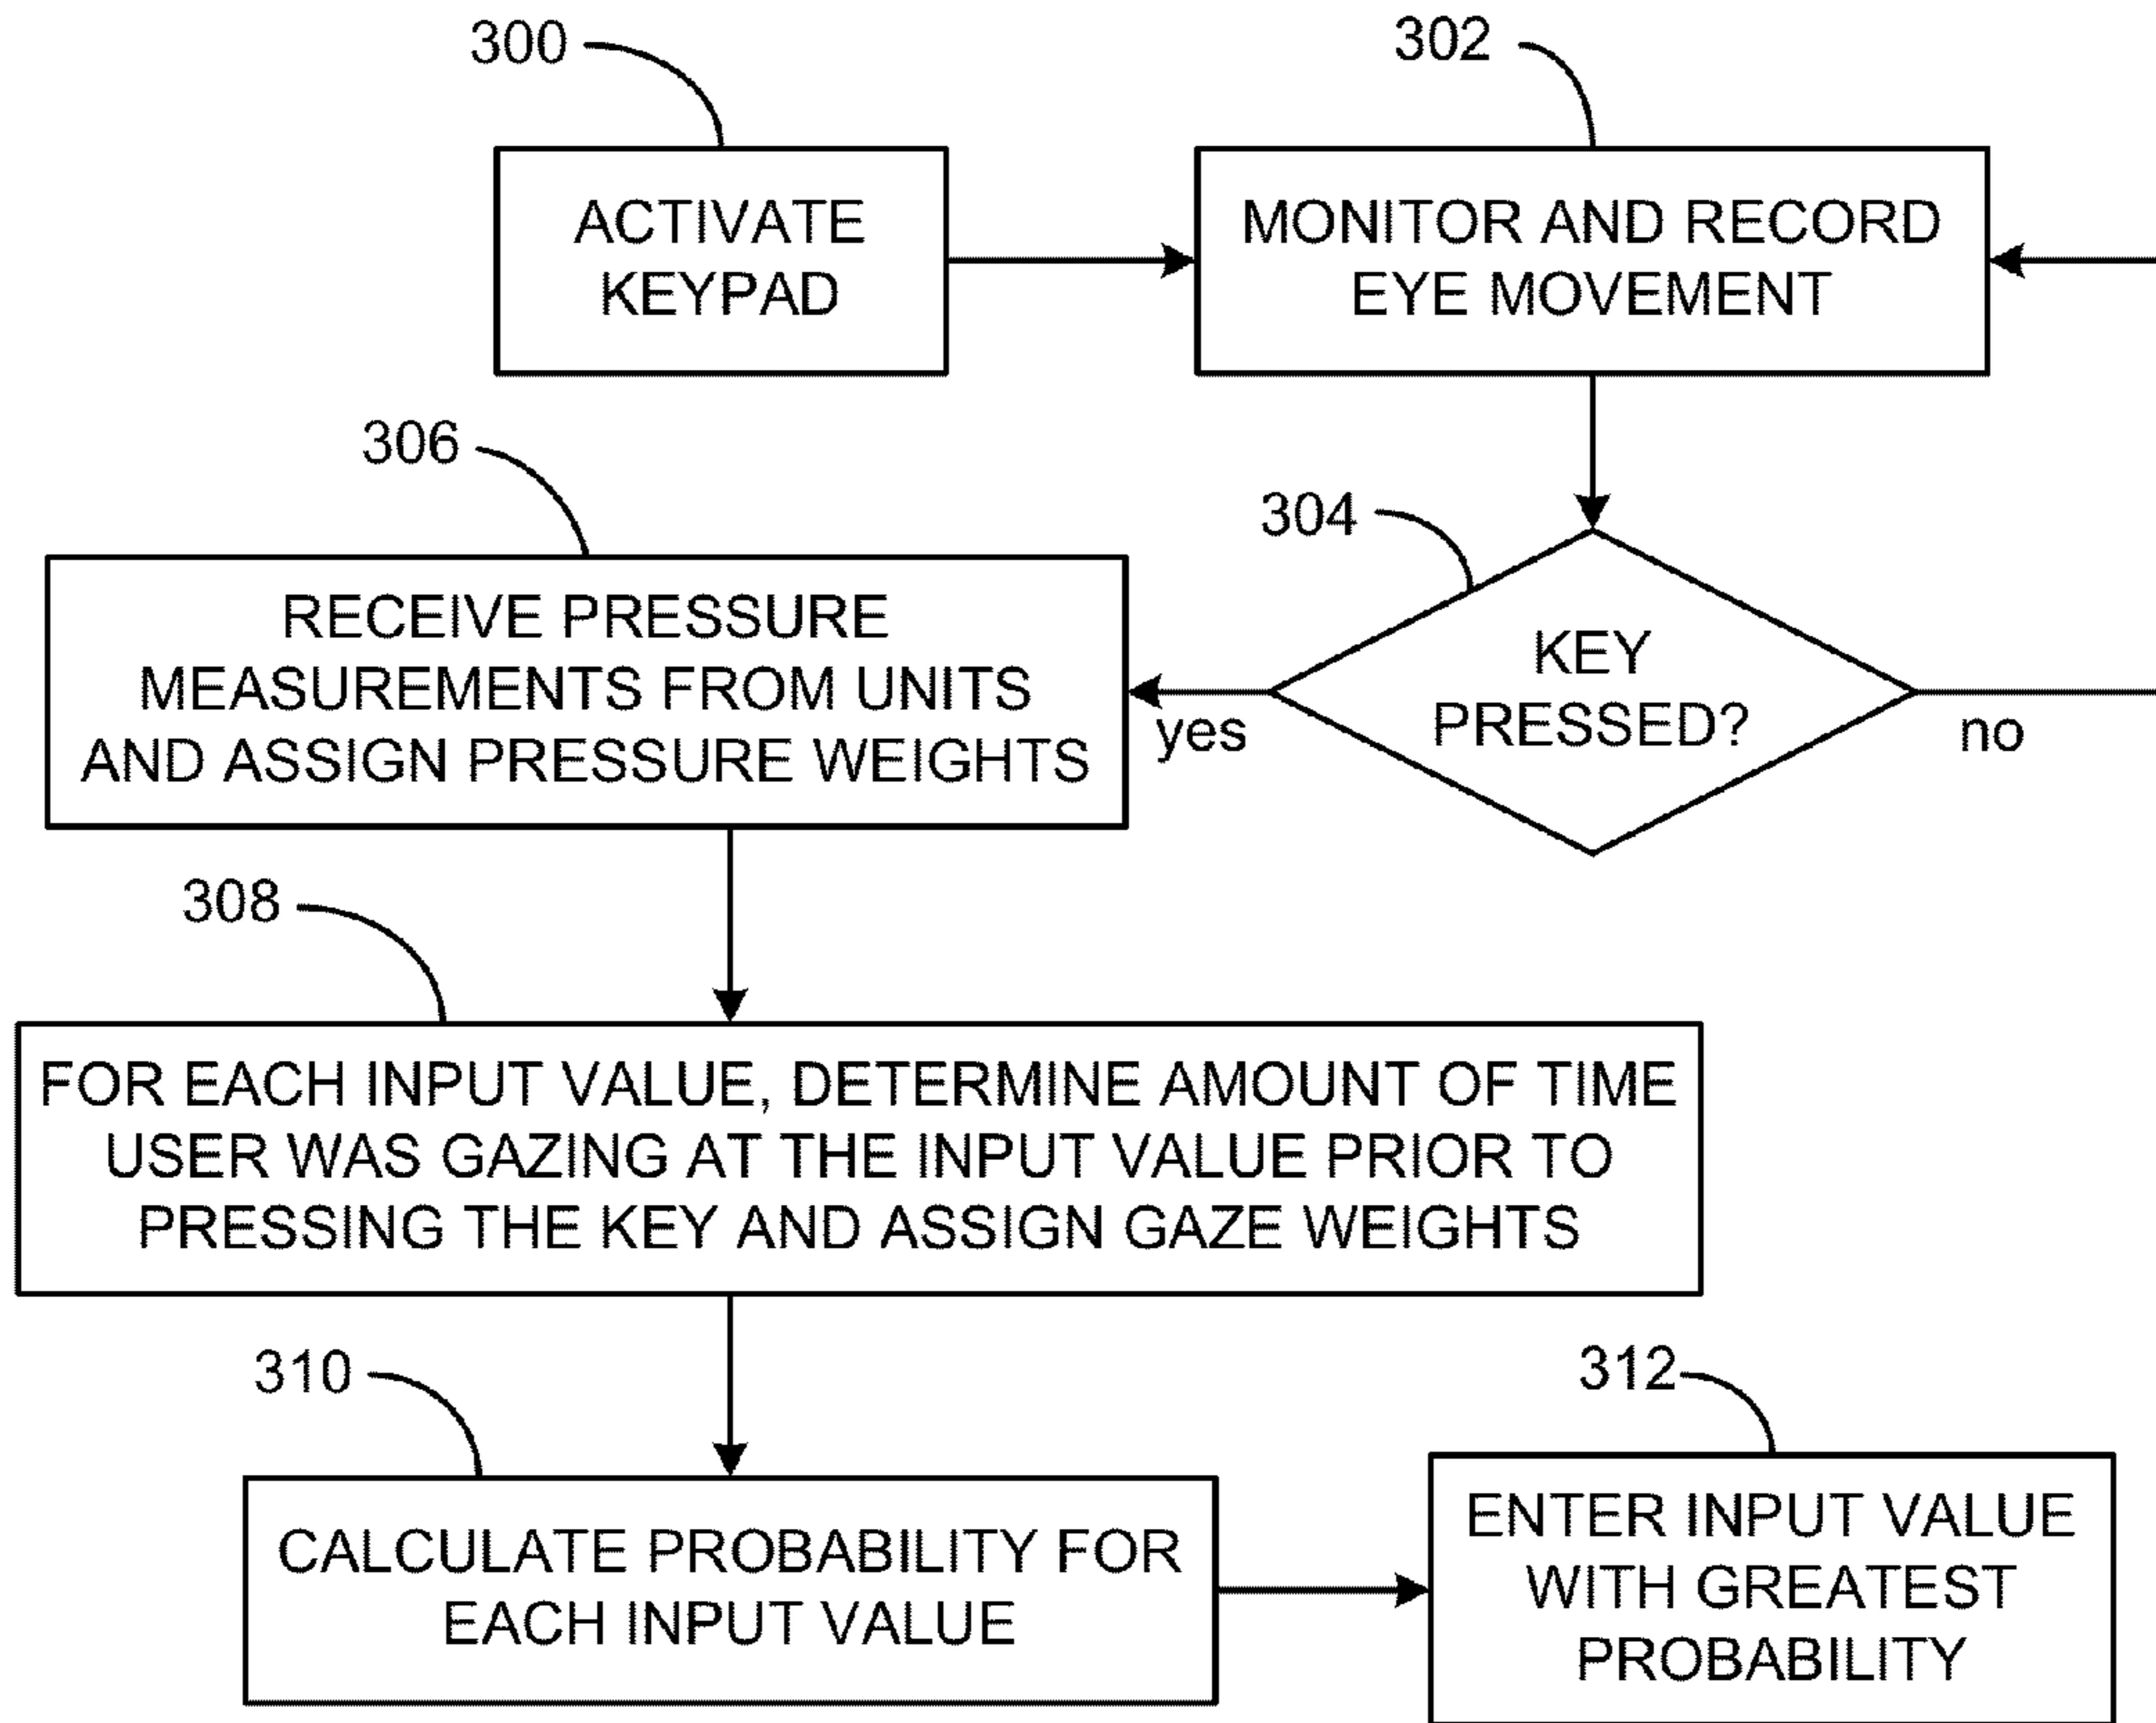 300
ACTIVATE
KEYPAD
302
MONITOR AND RECORD
EYE MOVEMENT
304
KEY
PRESSED?
yes
no
306
RECEIVE PRESSURE
MEASUREMENTS FROM UNITS
AND ASSIGN PRESSURE WEIGHTS
308
FOR EACH INPUT VALUE, DETERMINE AMOUNT OF TIME
USER WAS GAZING AT THE INPUT VALUE PRIOR TO
PRESSING THE KEY AND ASSIGN GAZE WEIGHTS
310
CALCULATE PROBABILITY FOR
EACH INPUT VALUE
312
ENTER INPUT VALUE
WITH GREATEST
PROBABILITY